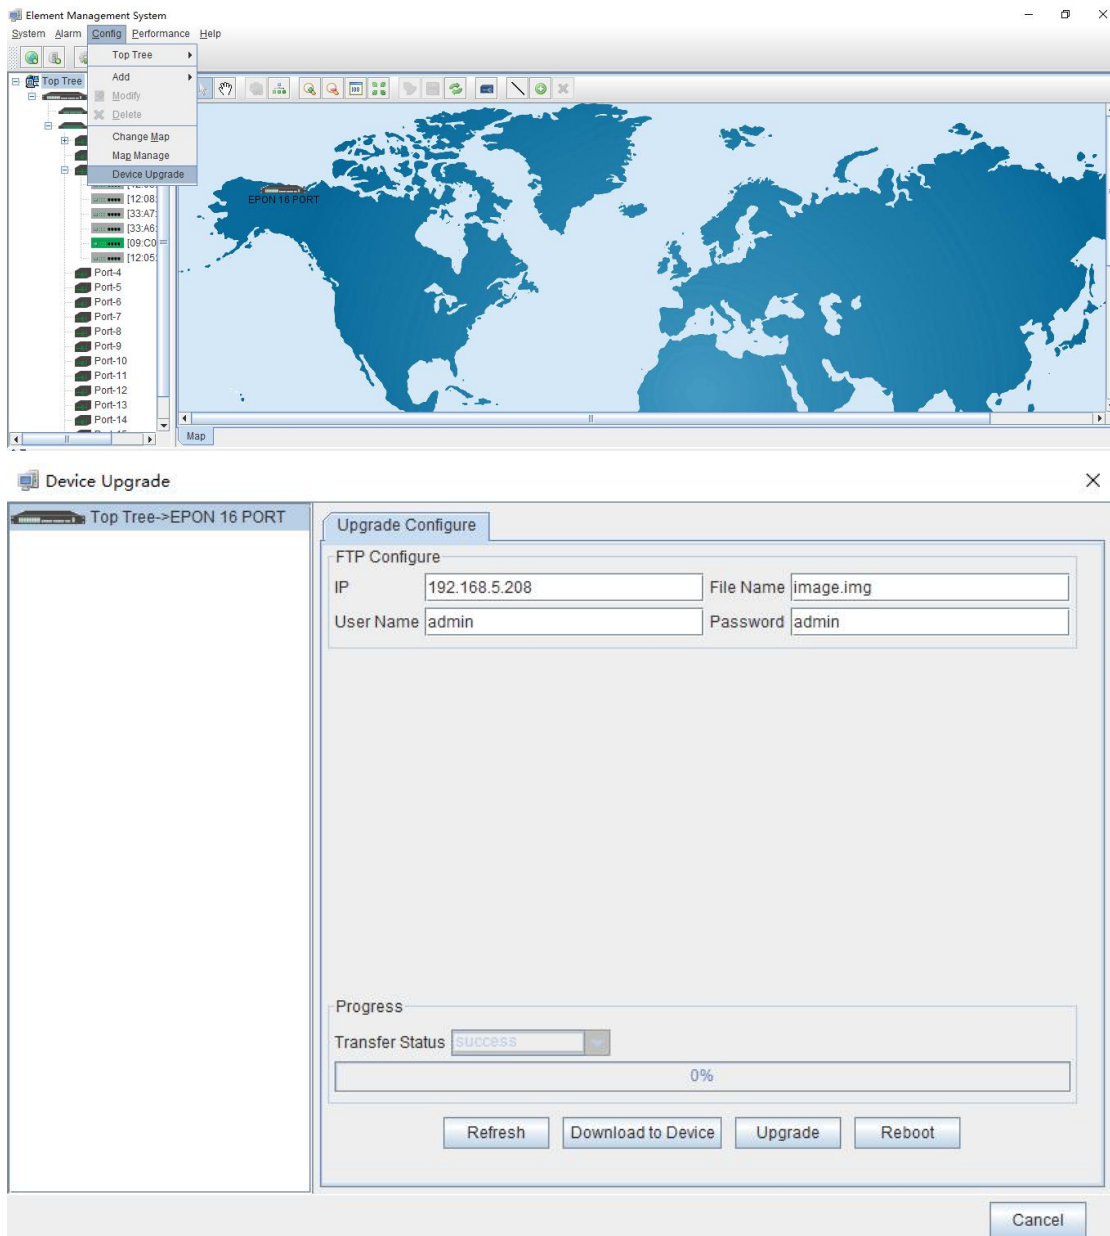 Element Management System
System Alarm Config Performance Help
Top Tree
Add
Modify
Delete
Change Map
Map Manage
Device Upgrade
Top Tree
[12:08:
[33:A7:
[33:A6:
[09:C0
[12:05:
Port-4
Port-5
Port-6
Port-7
Port-8
Port-9
Port-10
Port-11
Port-12
Port-13
Port-14
EPON 16 PORT
Map
Device Upgrade
Top Tree->EPON 16 PORT
Upgrade Configure
FTP Configure
IP 192.168.5.208 File Name image.img
User Name admin Password admin
Progress
Transfer Status success
0%
Refresh Download to Device Upgrade Reboot
Cancel